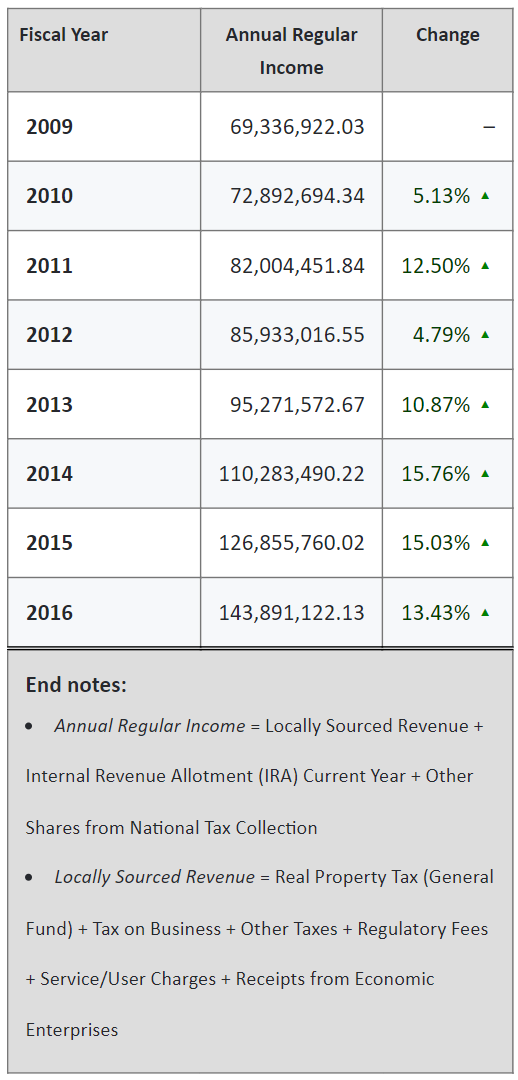 Fiscal Year Annual Regular Income Change
2009 69,336,922.03 –
2010 72,892,694.34 5.13% ▲
2011 82,004,451.84 12.50% ▲
2012 85,933,016.55 4.79% ▲
2013 95,271,572.67 10.87% ▲
2014 110,283,490.22 15.76% ▲
2015 126,855,760.02 15.03% ▲
2016 143,891,122.13 13.43% ▲
End notes:
• Annual Regular Income = Locally Sourced Revenue +
Internal Revenue Allotment (IRA) Current Year + Other
Shares from National Tax Collection
• Locally Sourced Revenue = Real Property Tax (General
Fund) + Tax on Business + Other Taxes + Regulatory Fees
+ Service/User Charges + Receipts from Economic
Enterprises